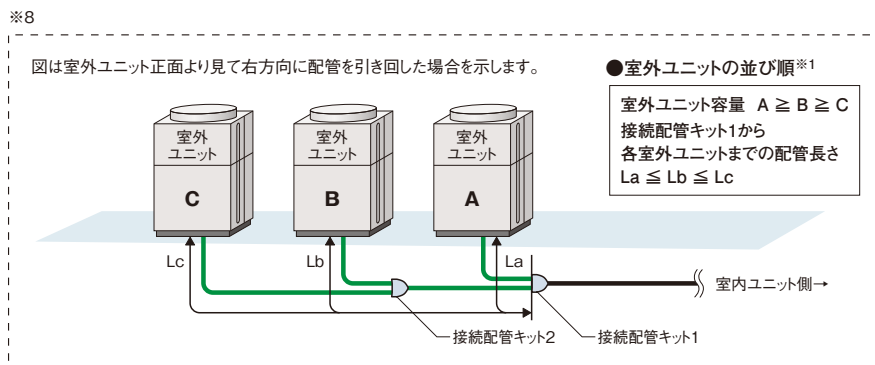 ※8
図は室外ユニット正面より見て右方向に配管を引き回した場合を示します。
●室外ユニットの並び順※1
室外ユニット容量 A ≧ B ≧ C
接続配管キット1から
各室外ユニットまでの配管長さ
La ≦ Lb ≦ Lc
室外
ユニット
C
室外
ユニット
B
室外
ユニット
A
Lc
Lb
La
室内ユニット側→
接続配管キット2
接続配管キット1